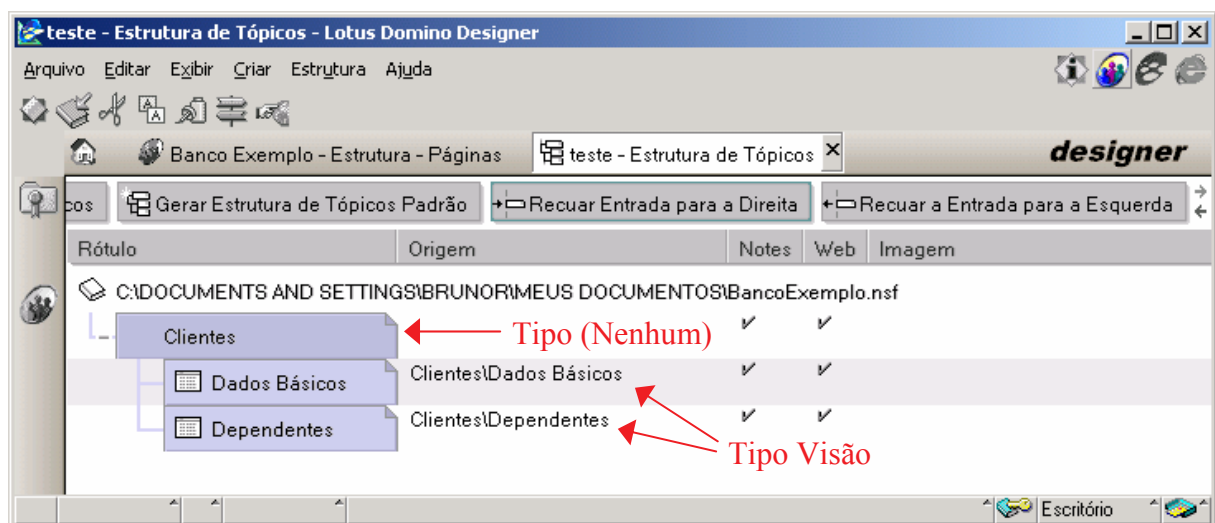 teste - Estrutura de Tópicos - Lotus Domino Designer
Arquivo Editar Exibir Criar Estrutura Ajuda
Banco Exemplo - Estrutura - Páginas teste - Estrutura de Tópicos designer
cos Gerar Estrutura de Tópicos Padrão Recuar Entrada para a Direita Recuar a Entrada para a Esquerda
Rótulo Origem Notes Web Imagem
C:\DOCUMENTS AND SETTINGS\BRUNOR\MEUS DOCUMENTOS\BancoExemplo.nsf
Clientes Tipo (Nenhum)
Dados Básicos Clientes\Dados Básicos
Dependentes Clientes\Dependentes
Tipo Visão
Escritório